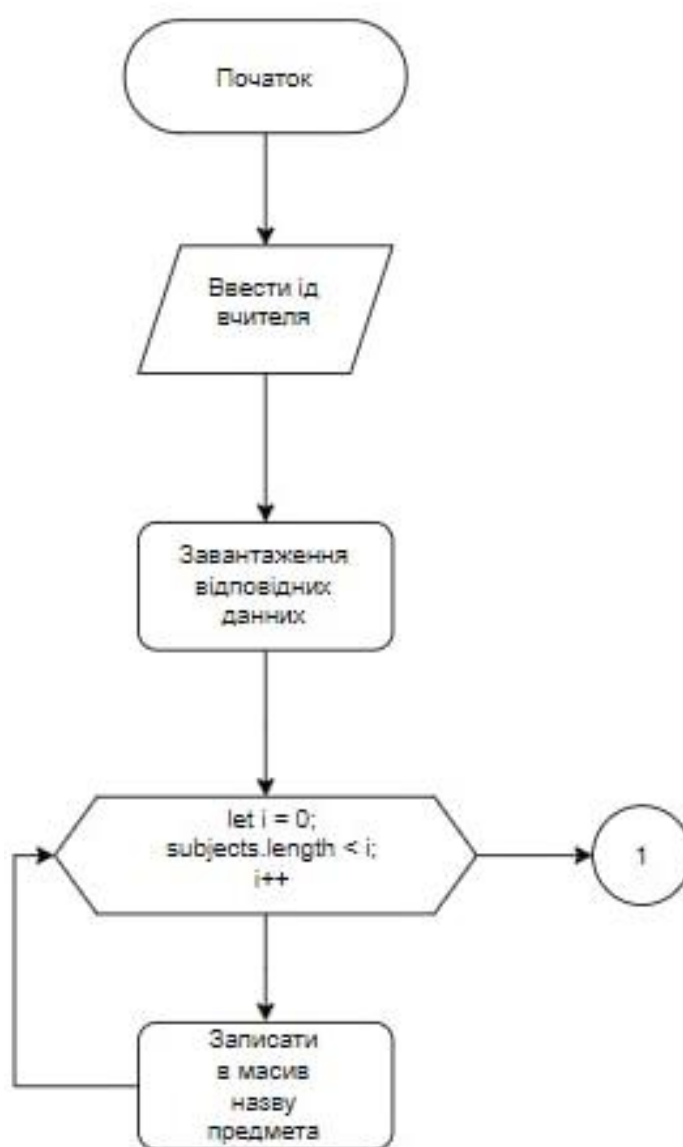 Початок
Ввести ід
вчителя
Завантаження
відповідних
данних
let i = 0;
subjects.length < i;
i++
1
Записати
в масив
назву
предмета